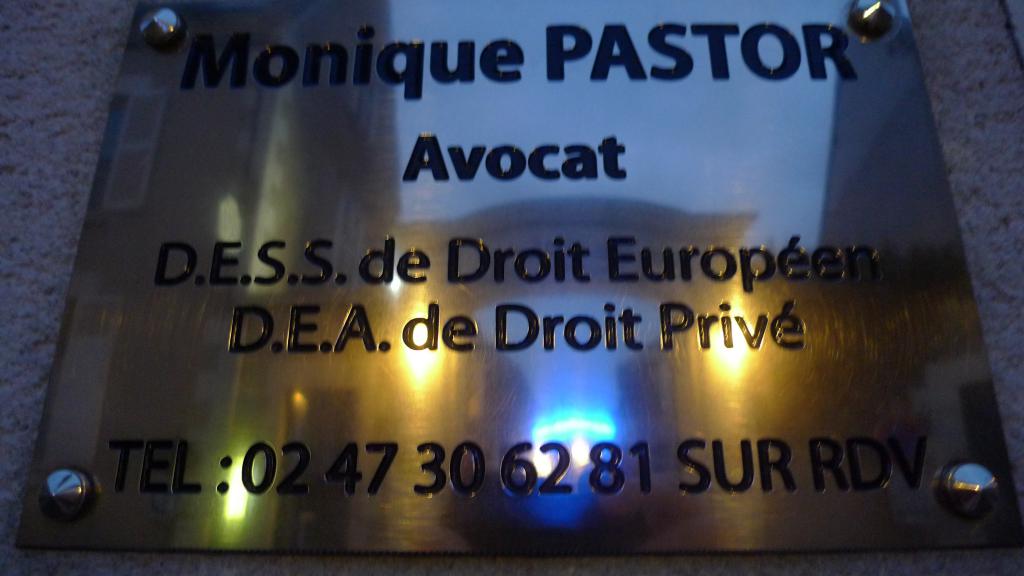 Monique PASTOR
Avocat
D.E.S.S. de Droit Européen
D.E.A. de Droit Privé
TEL : 02 47 30 62 81 SUR RDV